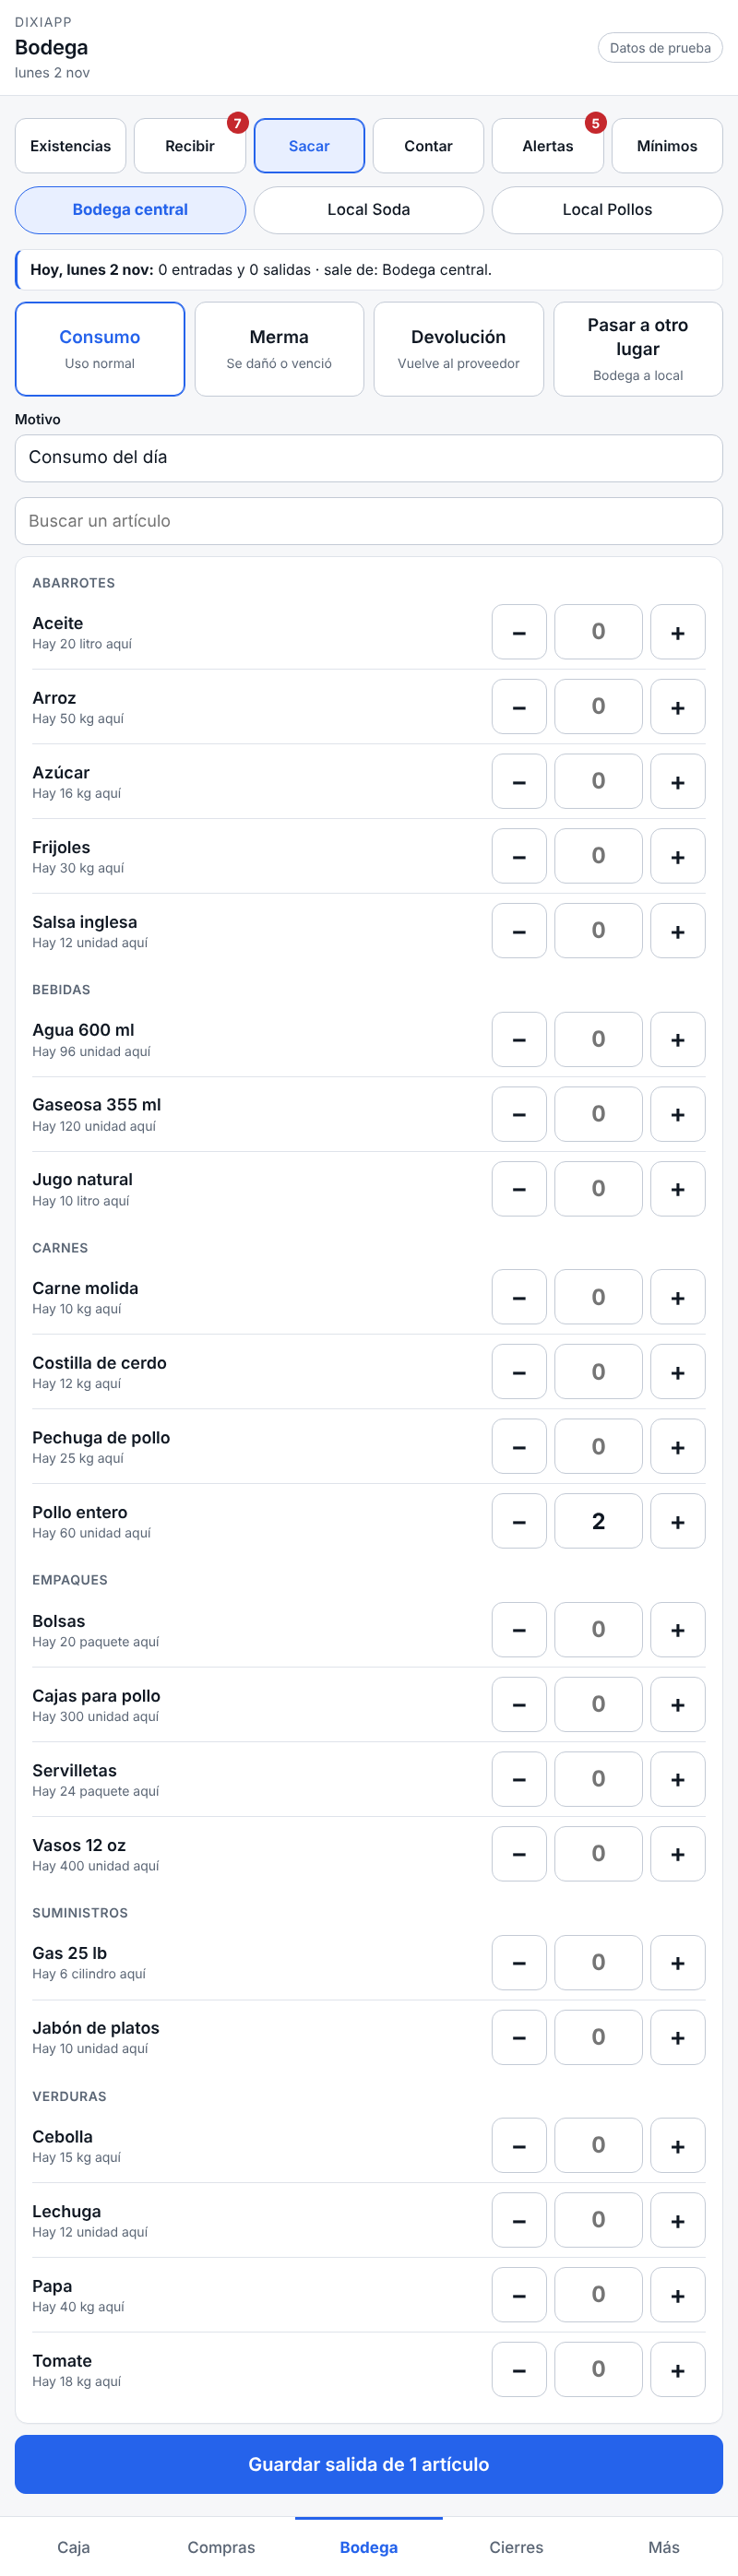 DIXIAPP
Bodega
lunes 2 nov
Datos de prueba
Existencias
Recibir
7
Sacar
Contar
Alertas
5
Mínimos
Bodega central
Local Soda
Local Pollos
Hoy, lunes 2 nov: 0 entradas y 0 salidas · sale de: Bodega central.
Consumo
Uso normal
Merma
Se dañó o venció
Devolución
Vuelve al proveedor
Pasar a otro
lugar
Bodega a local
Motivo
Consumo del día
Buscar un artículo
ABARROTES
Aceite
Hay 20 litro aquí
− 0 +
Arroz
Hay 50 kg aquí
− 0 +
Azúcar
Hay 16 kg aquí
− 0 +
Frijoles
Hay 30 kg aquí
− 0 +
Salsa inglesa
Hay 12 unidad aquí
− 0 +
BEBIDAS
Agua 600 ml
Hay 96 unidad aquí
− 0 +
Gaseosa 355 ml
Hay 120 unidad aquí
− 0 +
Jugo natural
Hay 10 litro aquí
− 0 +
CARNES
Carne molida
Hay 10 kg aquí
− 0 +
Costilla de cerdo
Hay 12 kg aquí
− 0 +
Pechuga de pollo
Hay 25 kg aquí
− 0 +
Pollo entero
Hay 60 unidad aquí
− 2 +
EMPAQUES
Bolsas
Hay 20 paquete aquí
− 0 +
Cajas para pollo
Hay 300 unidad aquí
− 0 +
Servilletas
Hay 24 paquete aquí
− 0 +
Vasos 12 oz
Hay 400 unidad aquí
− 0 +
SUMINISTROS
Gas 25 lb
Hay 6 cilindro aquí
− 0 +
Jabón de platos
Hay 10 unidad aquí
− 0 +
VERDURAS
Cebolla
Hay 15 kg aquí
− 0 +
Lechuga
Hay 12 unidad aquí
− 0 +
Papa
Hay 40 kg aquí
− 0 +
Tomate
Hay 18 kg aquí
− 0 +
Guardar salida de 1 artículo
Caja
Compras
Bodega
Cierres
Más